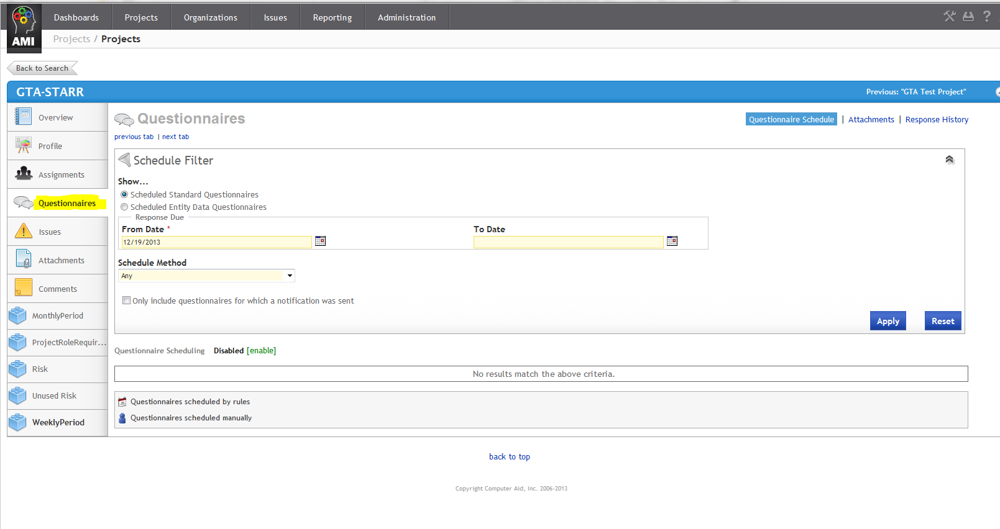 Dashboards Projects Organizations Issues Reporting Administration ?
AMI
Projects / Projects
Back to Search
GTA-STARR Previous: "GTA Test Project"
Overview
Profile
Assignments
Questionnaires
Issues
Attachments
Comments
MonthlyPeriod
ProjectRoleRequir...
Risk
Unused Risk
WeeklyPeriod
Questionnaires
Questionnaire Schedule | Attachments | Response History
previous tab | next tab
Schedule Filter
Show...
Scheduled Standard Questionnaires
Scheduled Entity Data Questionnaires
Response Due
From Date * To Date
12/19/2013
Schedule Method
Any
Only include questionnaires for which a notification was sent
Apply Reset
Questionnaire Scheduling Disabled [enable]
No results match the above criteria.
Questionnaires scheduled by rules
Questionnaires scheduled manually
back to top
Copyright Computer Aid, Inc. 2006-2013